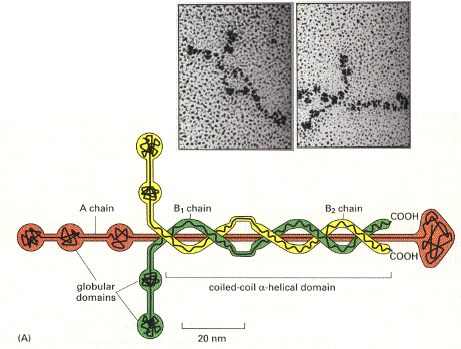 A chain
B₁ chain
B₂ chain
COOH
COOH
globular
domains
coiled-coil α-helical domain
20 nm
(A)